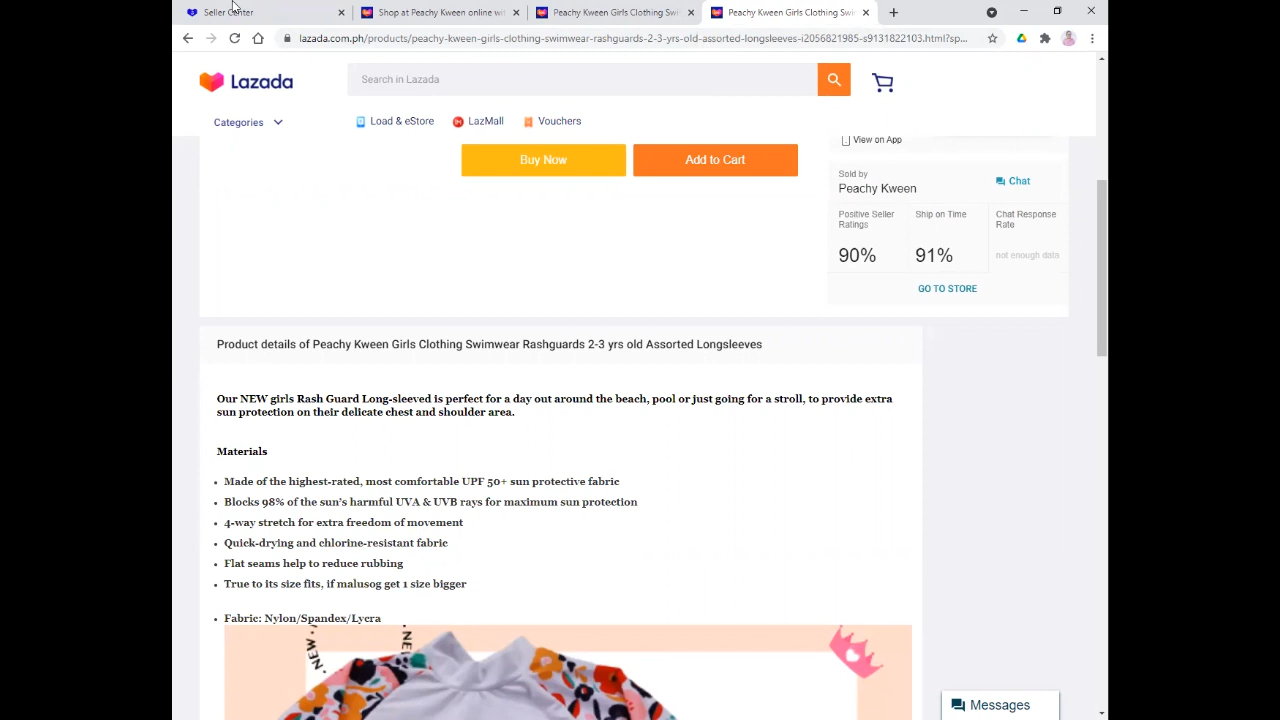 Seller Center
Shop at Peachy Kween online wit
Peachy Kween Girls Clothing Swi
Peachy Kween Girls Clothing Swi
lazada.com.ph/products/peachy-kween-girls-clothing-swimwear-rashguards-2-3-yrs-old-assorted-longsleeves-i2056821985-s9131822103.html?sp...
Lazada
Search in Lazada
Categories
Load & eStore
LazMall
Vouchers
View on App
Buy Now
Add to Cart
Sold by
Peachy Kween
Chat
Positive Seller
Ratings
Ship on Time
Chat Response
Rate
90%
91%
not enough data
GO TO STORE
Product details of Peachy Kween Girls Clothing Swimwear Rashguards 2-3 yrs old Assorted Longsleeves
Our NEW girls Rash Guard Long-sleeved is perfect for a day out around the beach, pool or just going for a stroll, to provide extra
sun protection on their delicate chest and shoulder area.
Materials
Made of the highest-rated, most comfortable UPF 50+ sun protective fabric
Blocks 98% of the sun's harmful UVA & UVB rays for maximum sun protection
4-way stretch for extra freedom of movement
Quick-drying and chlorine-resistant fabric
Flat seams help to reduce rubbing
True to its size fits, if malusog get 1 size bigger
Fabric: Nylon/Spandex/Lycra
NEW
NEW
Messages